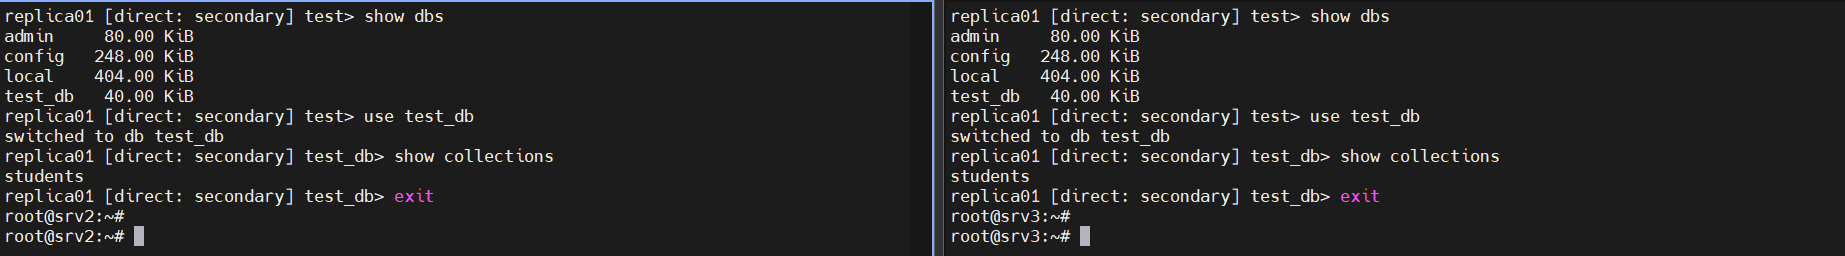 replica01 [direct: secondary] test> show dbs
admin     80.00 KiB
config   248.00 KiB
local    404.00 KiB
test_db   40.00 KiB
replica01 [direct: secondary] test> use test_db
switched to db test_db
replica01 [direct: secondary] test_db> show collections
students
replica01 [direct: secondary] test_db> exit
root@srv2:~#
root@srv2:~#
replica01 [direct: secondary] test> show dbs
admin     80.00 KiB
config   248.00 KiB
local    404.00 KiB
test_db   40.00 KiB
replica01 [direct: secondary] test> use test_db
switched to db test_db
replica01 [direct: secondary] test_db> show collections
students
replica01 [direct: secondary] test_db> exit
root@srv3:~#
root@srv3:~#